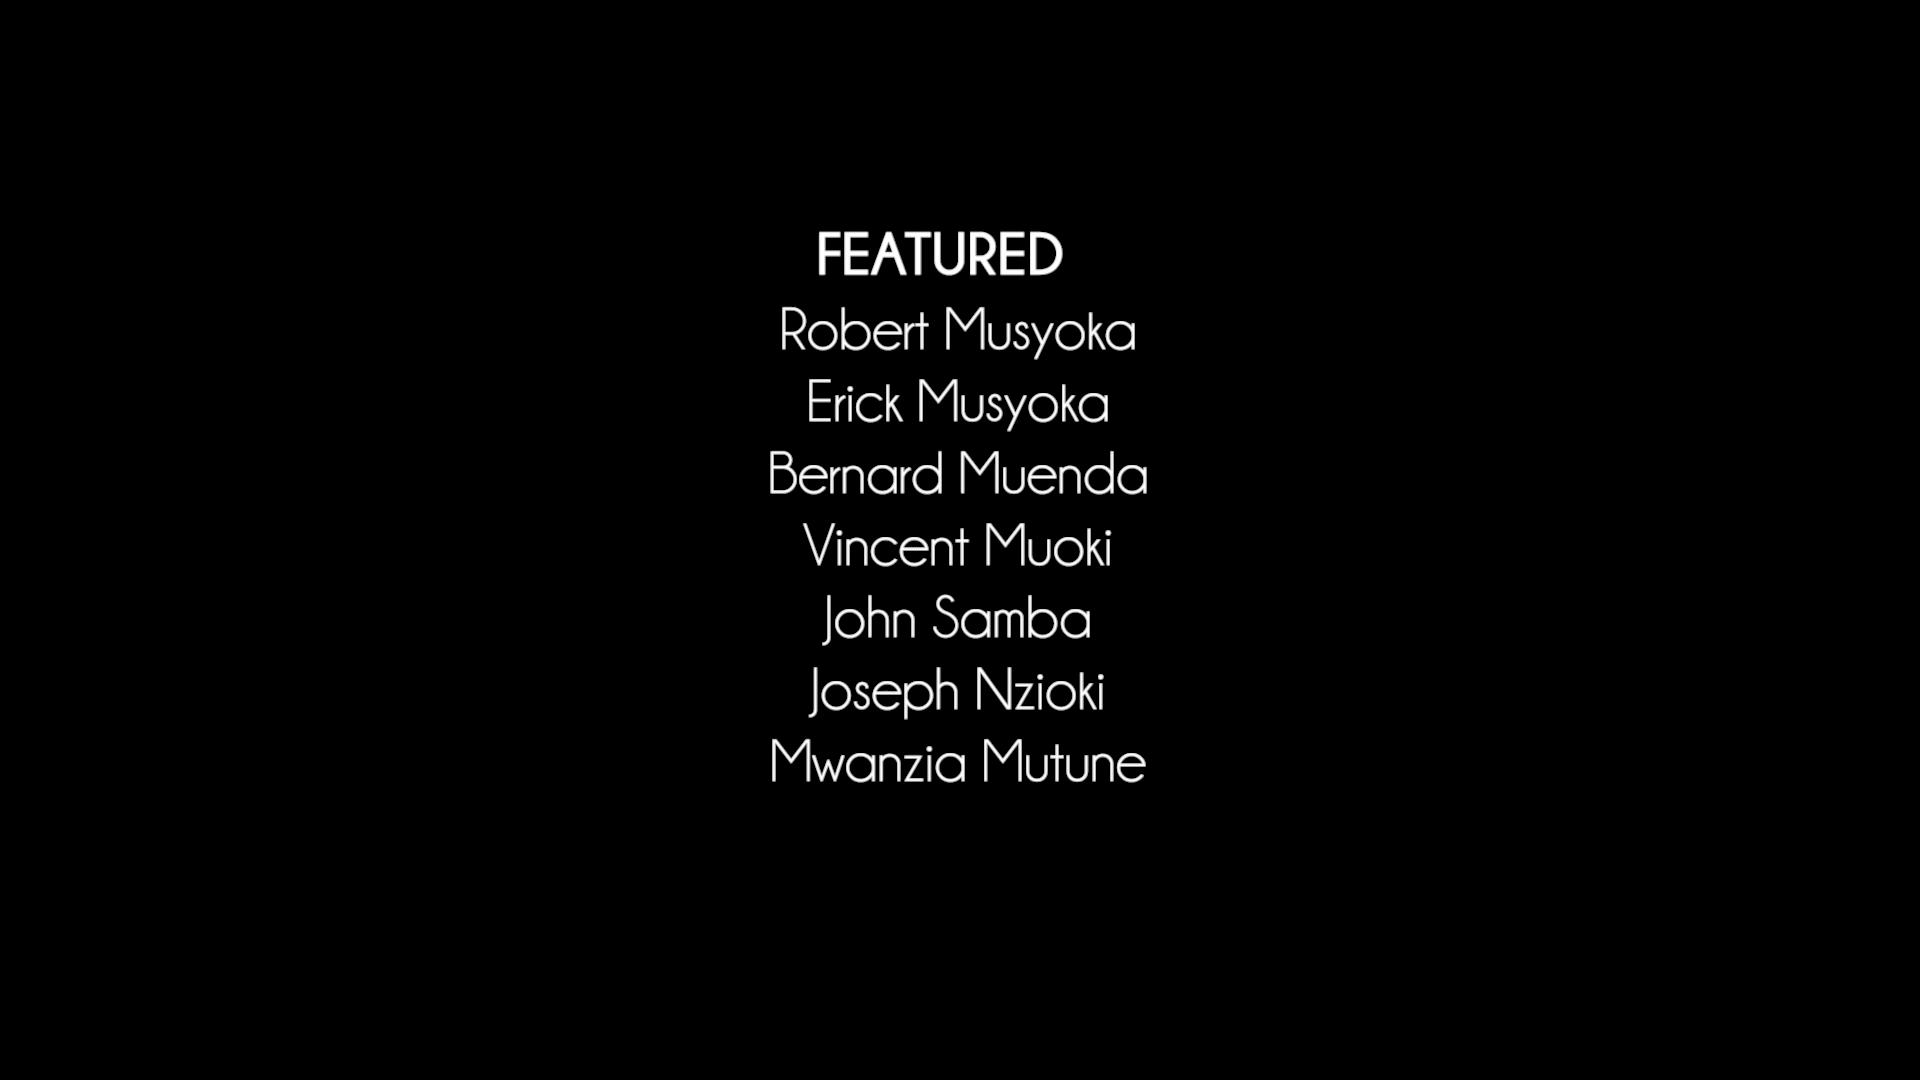 FEATURED
Robert Musyoka
Erick Musyoka
Bernard Muenda
Vincent Muoki
John Samba
Joseph Nzioki
Mwanzia Mutune